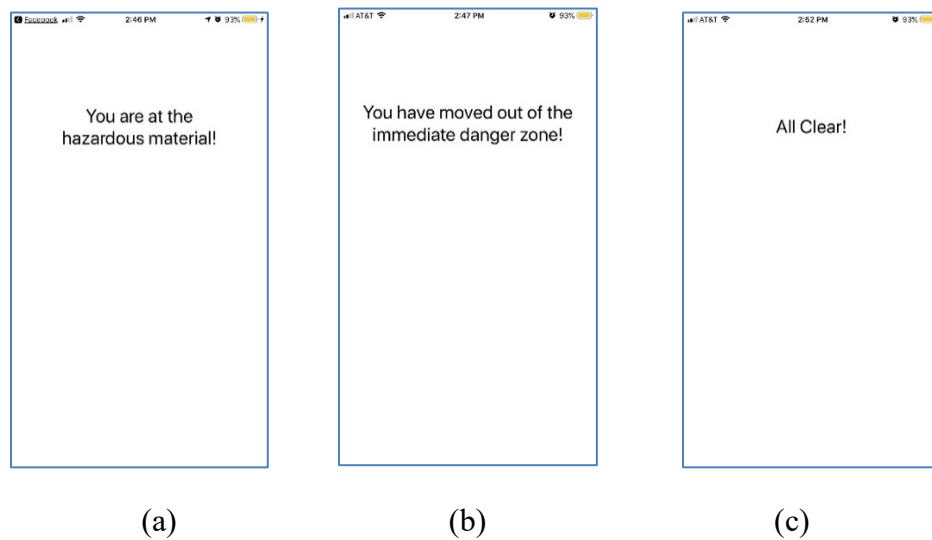 Facebook 2:46 PM 93%
You are at the
hazardous material!
AT&T 2:47 PM 93%
You have moved out of the
immediate danger zone!
AT&T 2:52 PM 93%
All Clear!
(a)
(b)
(c)